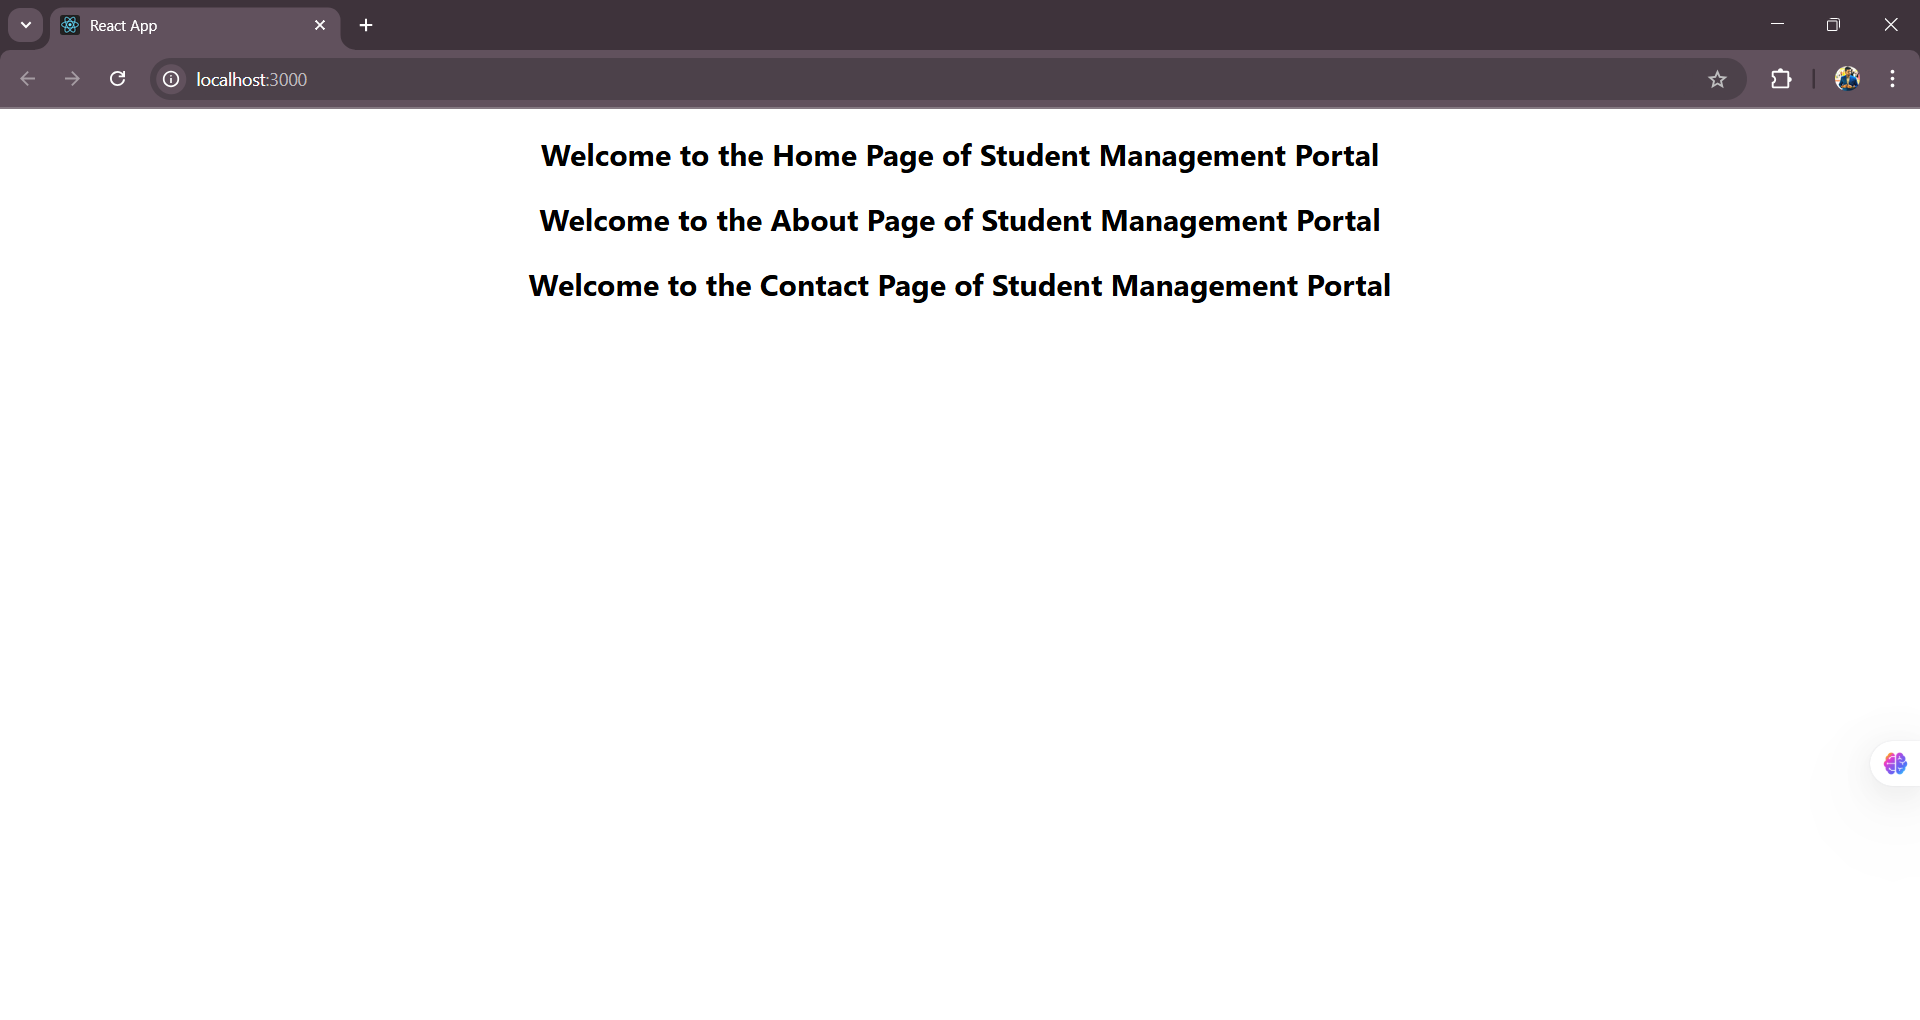 React App
localhost:3000
Welcome to the Home Page of Student Management Portal
Welcome to the About Page of Student Management Portal
Welcome to the Contact Page of Student Management Portal